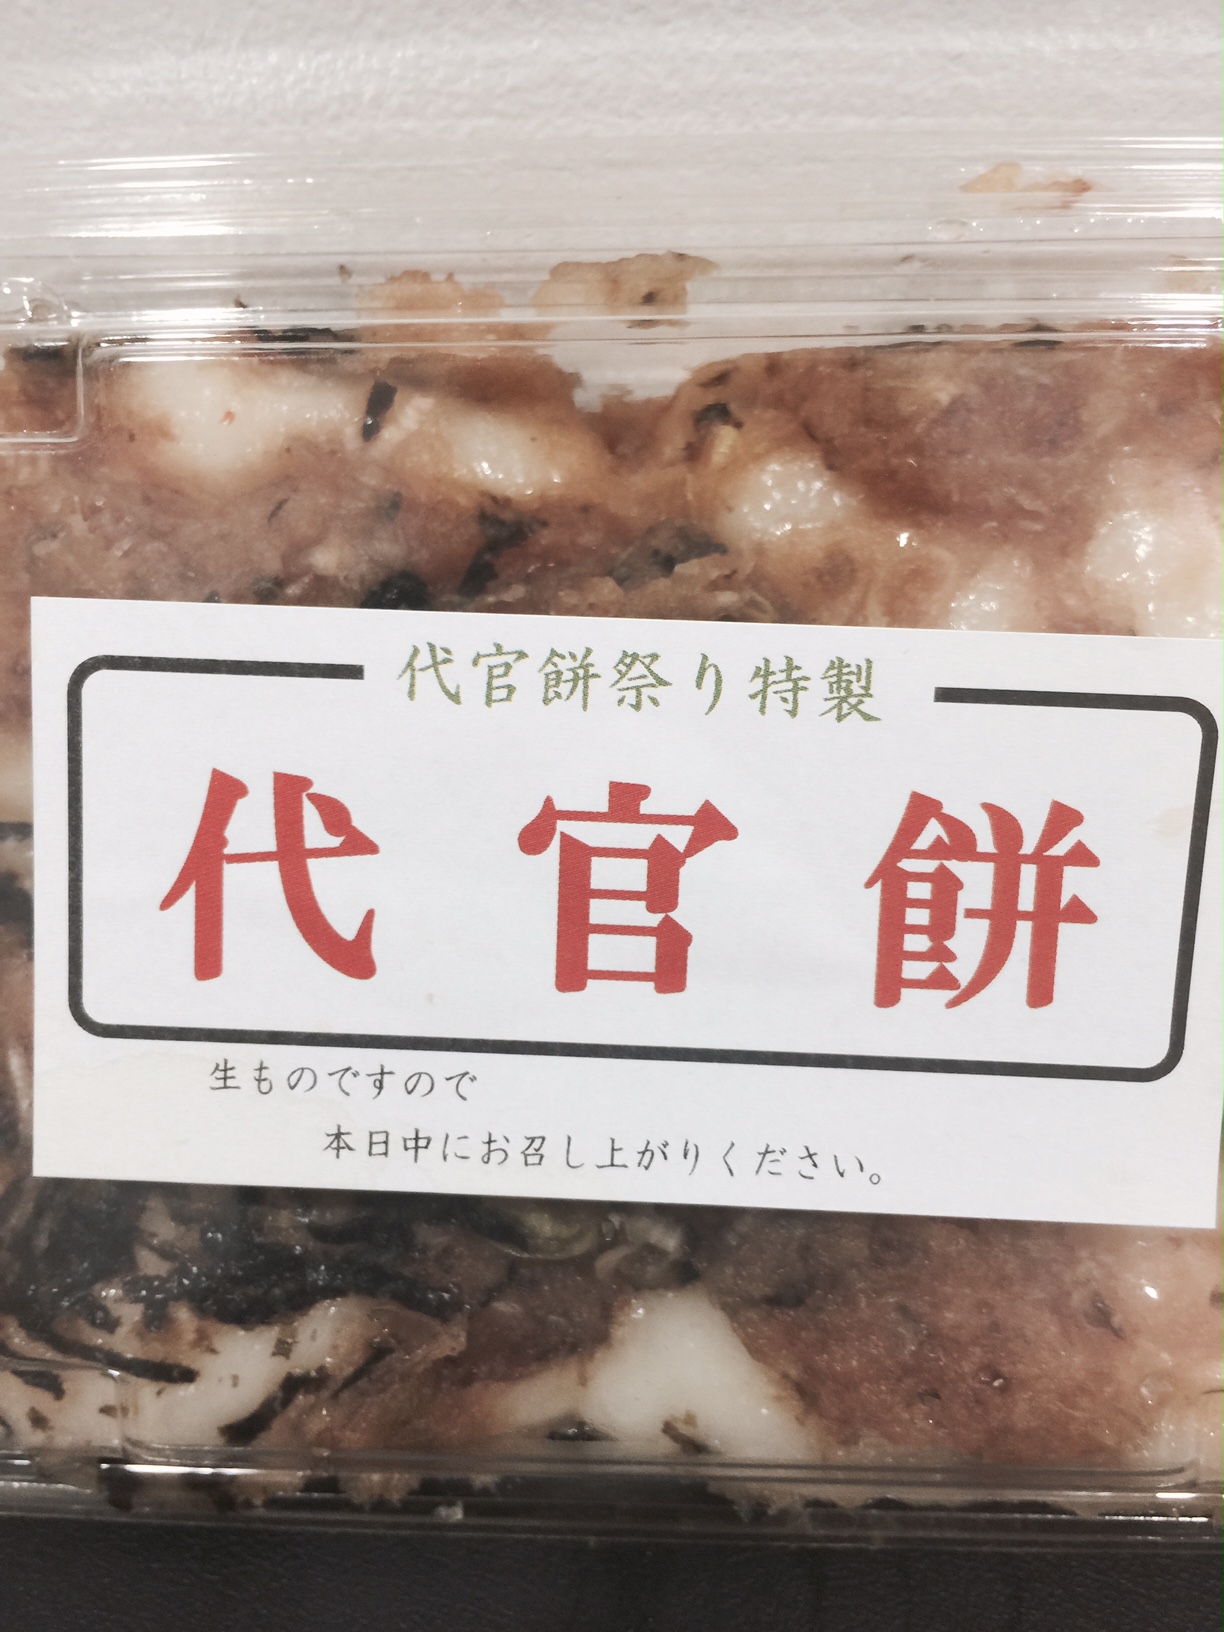 代官餅祭り特製
代官餅
生ものですので
本日中にお召し上がりください。